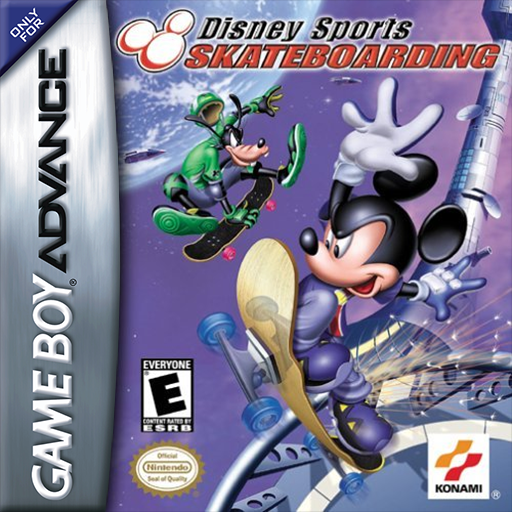 ONLY
FOR
GAME BOY ADVANCE
Disney Sports
SKATEBOARDING
EVERYONE
E
CONTENT RATED BY
ESRB
Official
Nintendo
Seal of Quality
KONAMI